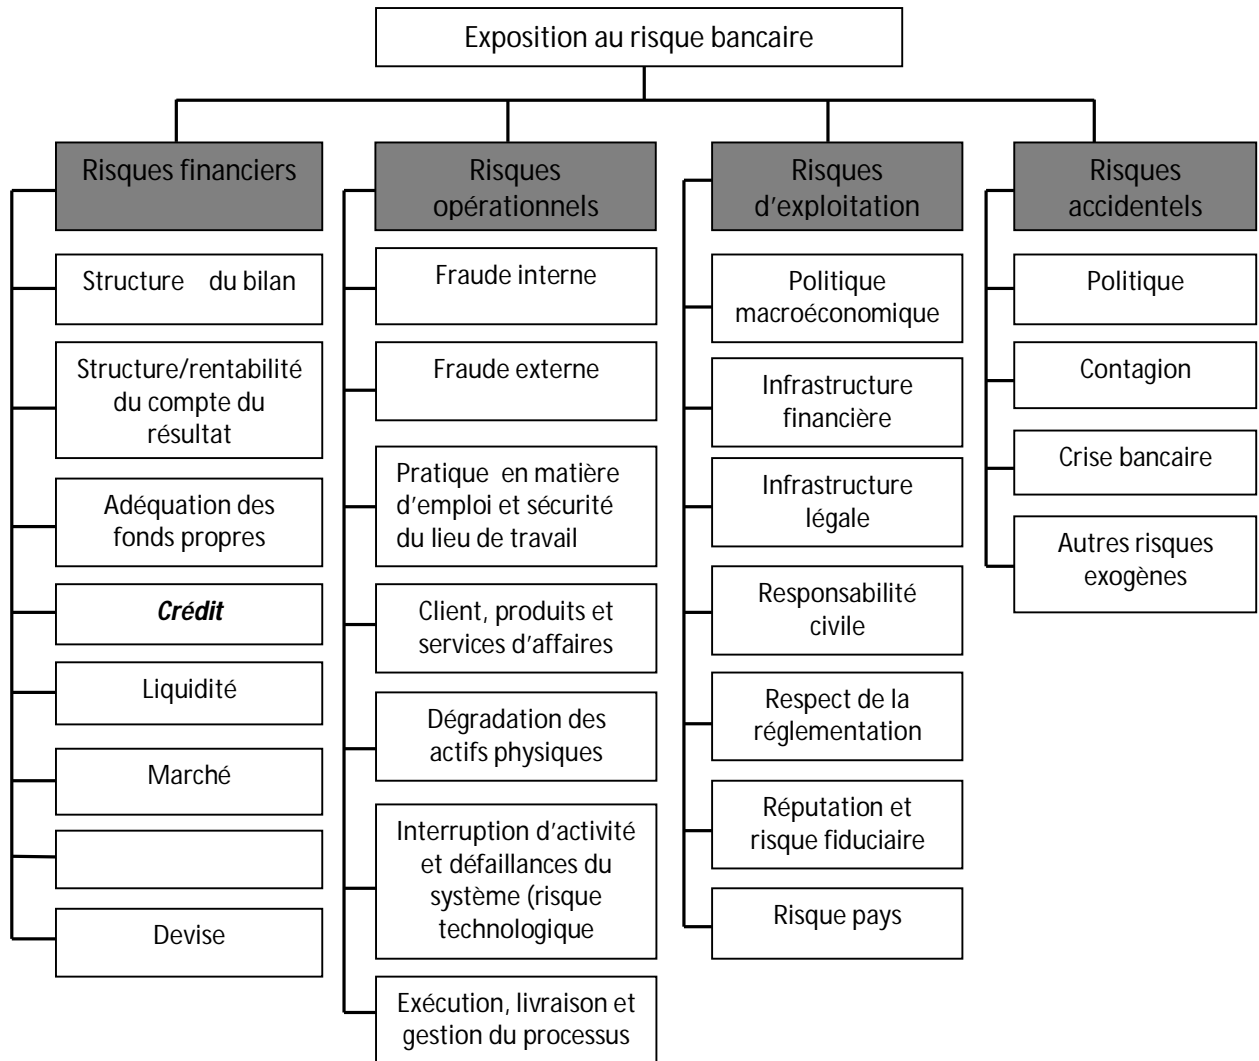 Exposition au risque bancaire
Risques financiers
Structure du bilan
Structure/rentabilité
du compte du
résultat
Adéquation des
fonds propres
Crédit
Liquidité
Marché
Devise
Risques
opérationnels
Fraude interne
Fraude externe
Pratique en matière
d'emploi et sécurité
du lieu de travail
Client, produits et
services d'affaires
Dégradation des
actifs physiques
Interruption d'activité
et défaillances du
système (risque
technologique
Exécution, livraison et
gestion du processus
Risques
d'exploitation
Politique
macroéconomique
Infrastructure
financière
Infrastructure
légale
Responsabilité
civile
Respect de la
réglementation
Réputation et
risque fiduciaire
Risque pays
Risques
accidentels
Politique
Contagion
Crise bancaire
Autres risques
exogènes